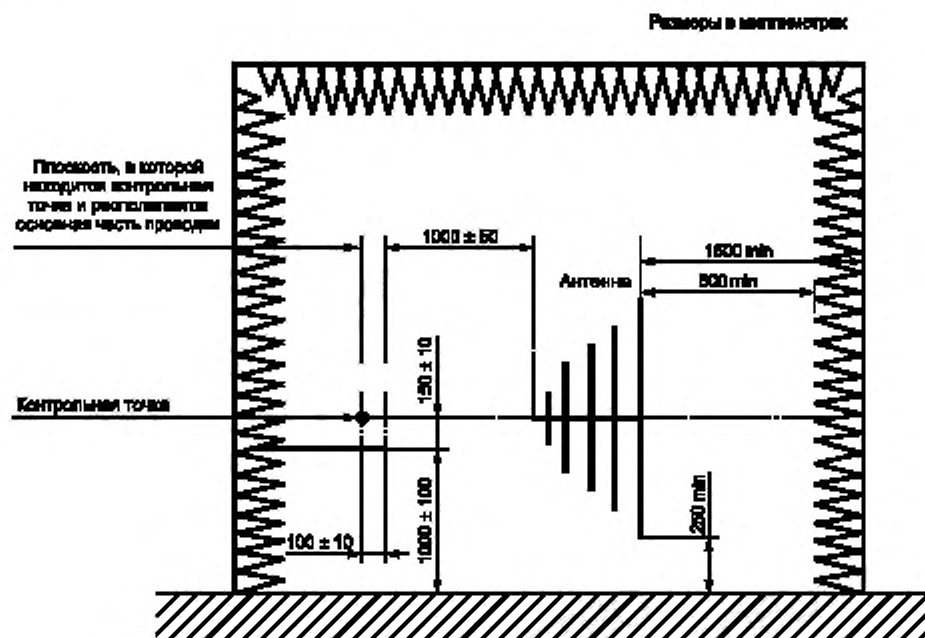 Размеры в миллиметрах
Плоскость, в которой
находится контрольная
точка и располагается
основная часть проводки
1000 ± 50
1500 min
Антенна
500 min
150 ± 10
Контрольная точка
250 min
1000 ± 100
100 ± 10